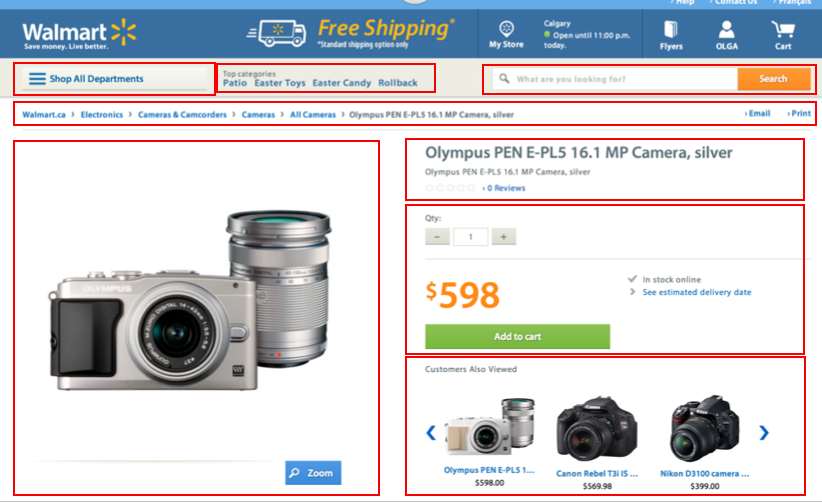 Help › Contact Us › Français
Walmart
Save money. Live better.
Free Shipping*
*Standard shipping option only
My Store
Calgary
Open until 11:00 p.m.
today.
Flyers
OLGA
Cart
Shop All Departments
Top categories
Patio Easter Toys Easter Candy Rollback
What are you looking for?
Search
Walmart.ca › Electronics › Cameras & Camcorders › Cameras › All Cameras › Olympus PEN E-PL5 16.1 MP Camera, silver
› Email › Print
Olympus PEN E-PL5 16.1 MP Camera, silver
Olympus PEN E-PL5 16.1 MP Camera, silver
› 0 Reviews
Qty:
− 1 +
$598
In stock online
See estimated delivery date
Add to cart
OLYMPUS
Zoom
Customers Also Viewed
Olympus PEN E-PL5 1...
$598.00
Canon Rebel T3i IS ...
$569.98
Nikon D3100 camera ...
$399.00